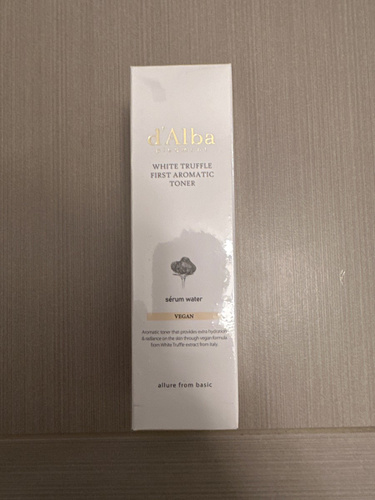 d'Alba
WHITE TRUFFLE
FIRST AROMATIC
TONER
sérum water
VEGAN
Aromatic toner that provides extra hydration
& radiance on the skin through vegan formula
from White Truffle extract from Italy.
allure from basic